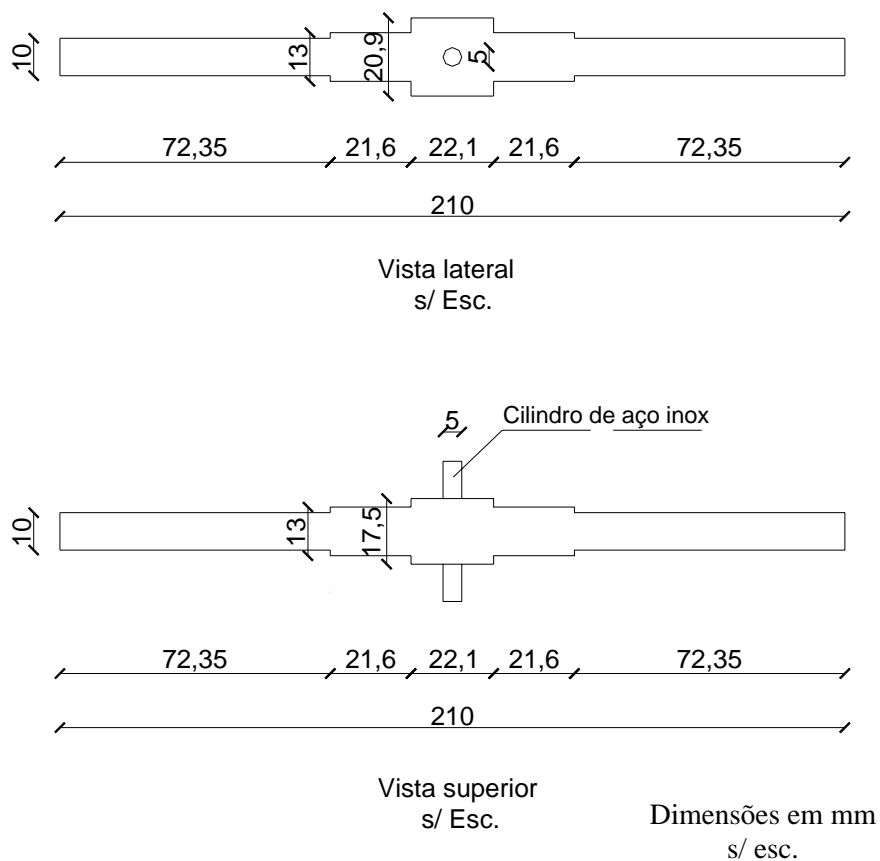 10
13
20,9
5
72,35 21,6 22,1 21,6 72,35
210
Vista lateral
s/ Esc.
5
Cilindro de aço inox
10
13
17,5
72,35 21,6 22,1 21,6 72,35
210
Vista superior
s/ Esc.
Dimensões em mm
s/ esc.